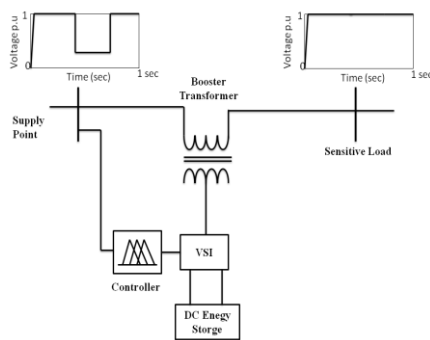 Voltage p.u
1
0
Time (sec)
1 sec
Voltage p.u
1
0
Time (sec)
1 sec
Booster
Transformer
Supply
Point
Sensitive Load
VSI
Controller
DC Enegy
Storge